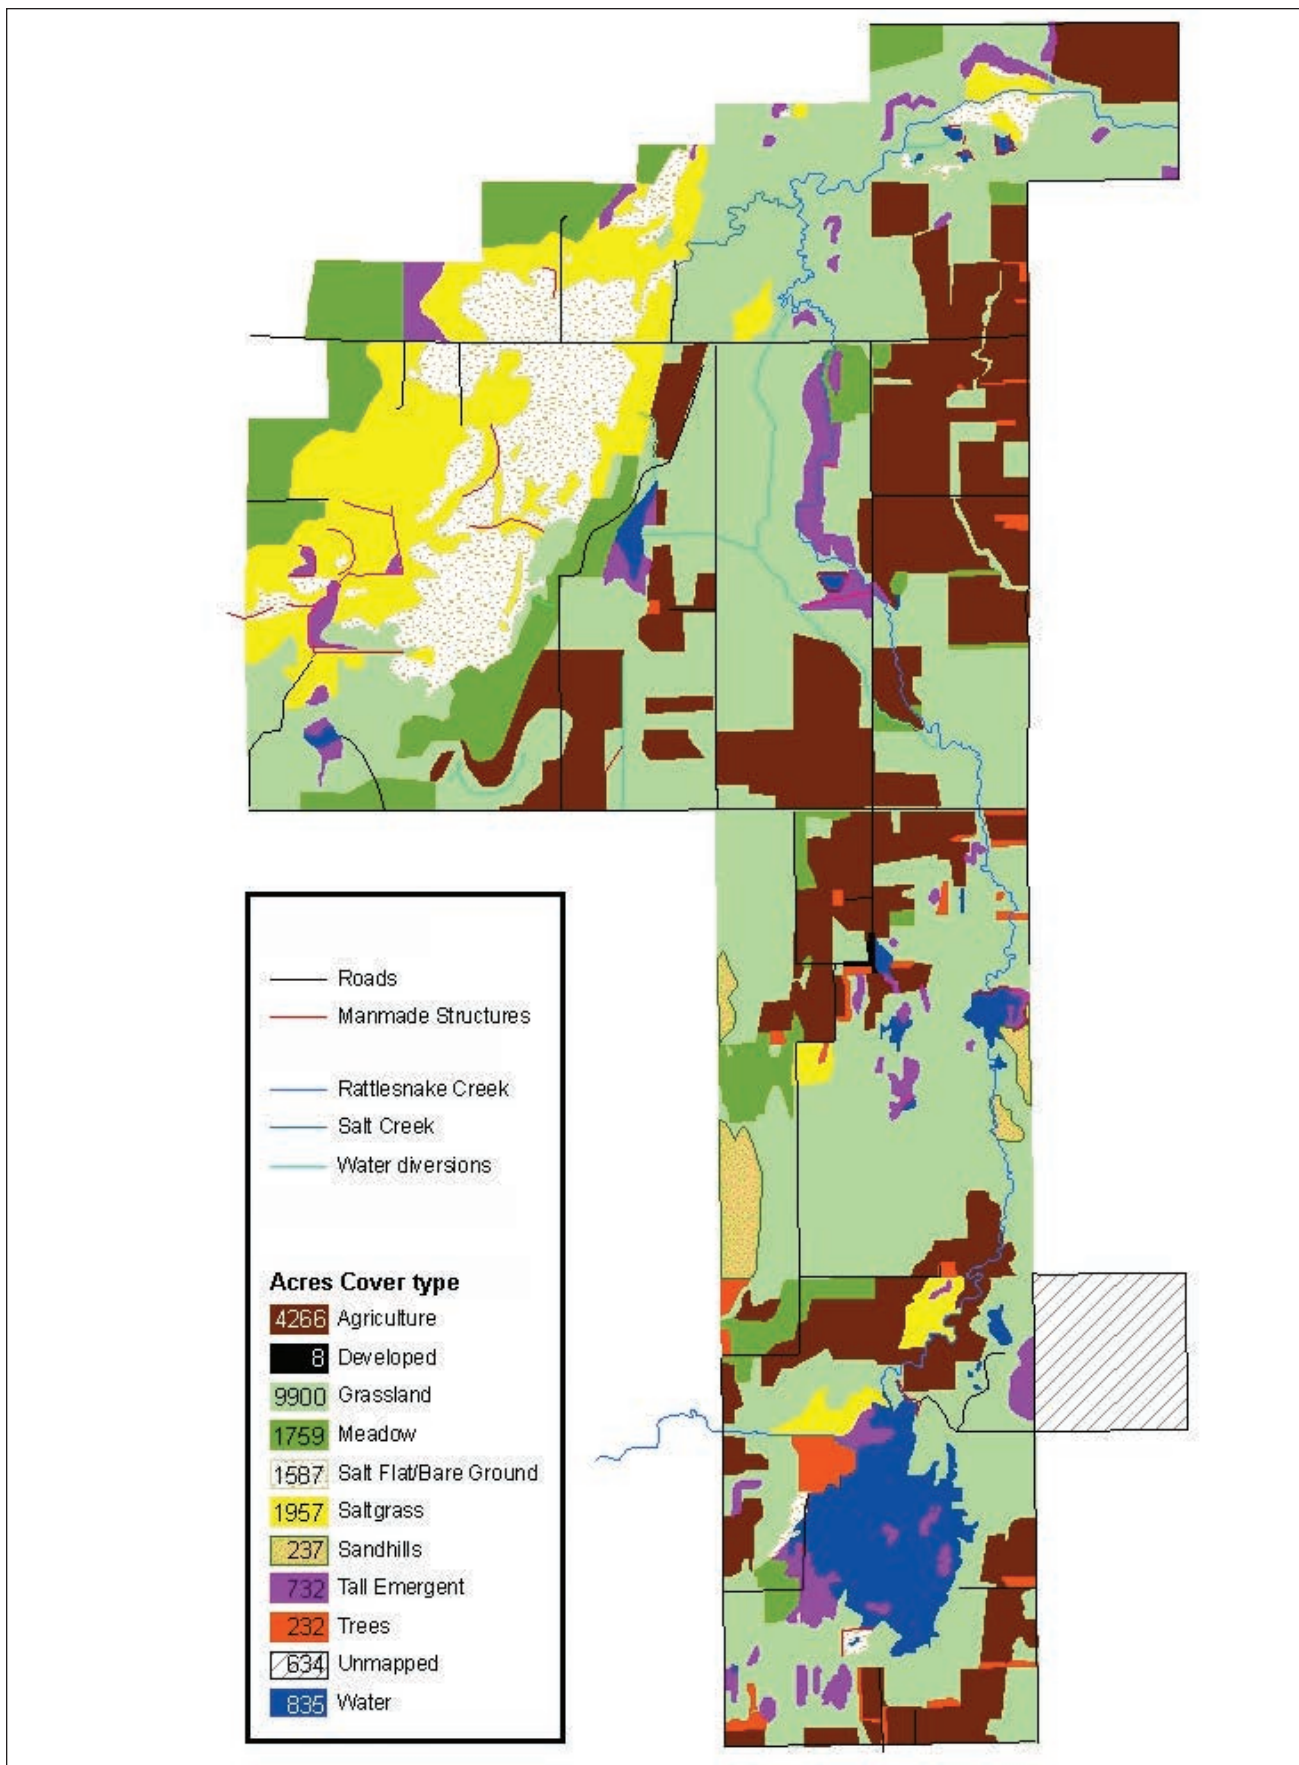 Roads
Manmade Structures
Rattlesnake Creek
Salt Creek
Water diversions
Acres Cover type
4266 Agriculture
8 Developed
9900 Grassland
1759 Meadow
1587 Salt Flat/Bare Ground
1957 Saltgrass
237 Sandhills
732 Tall Emergent
232 Trees
634 Unmapped
835 Water